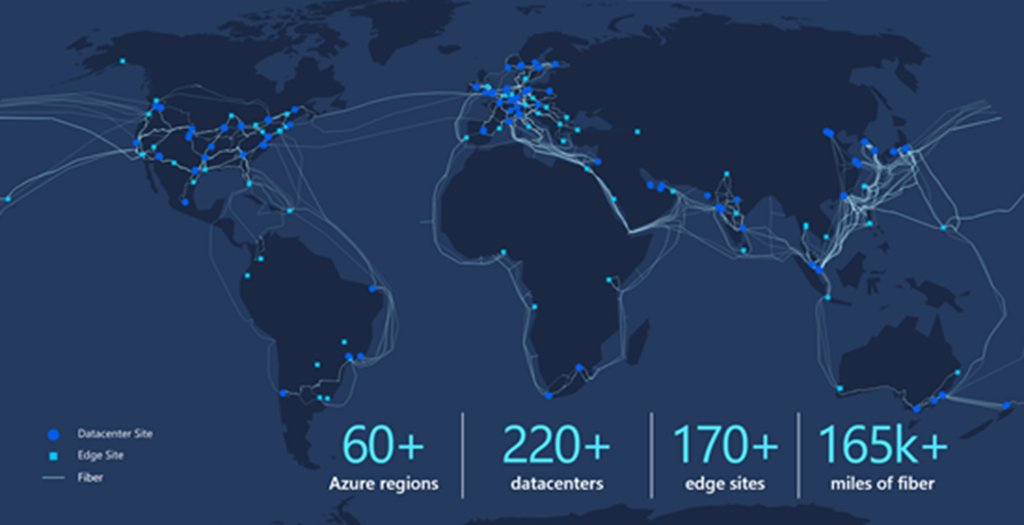 Datacenter Site
Edge Site
Fiber
60+
Azure regions
220+
datacenters
170+
edge sites
165k+
miles of fiber